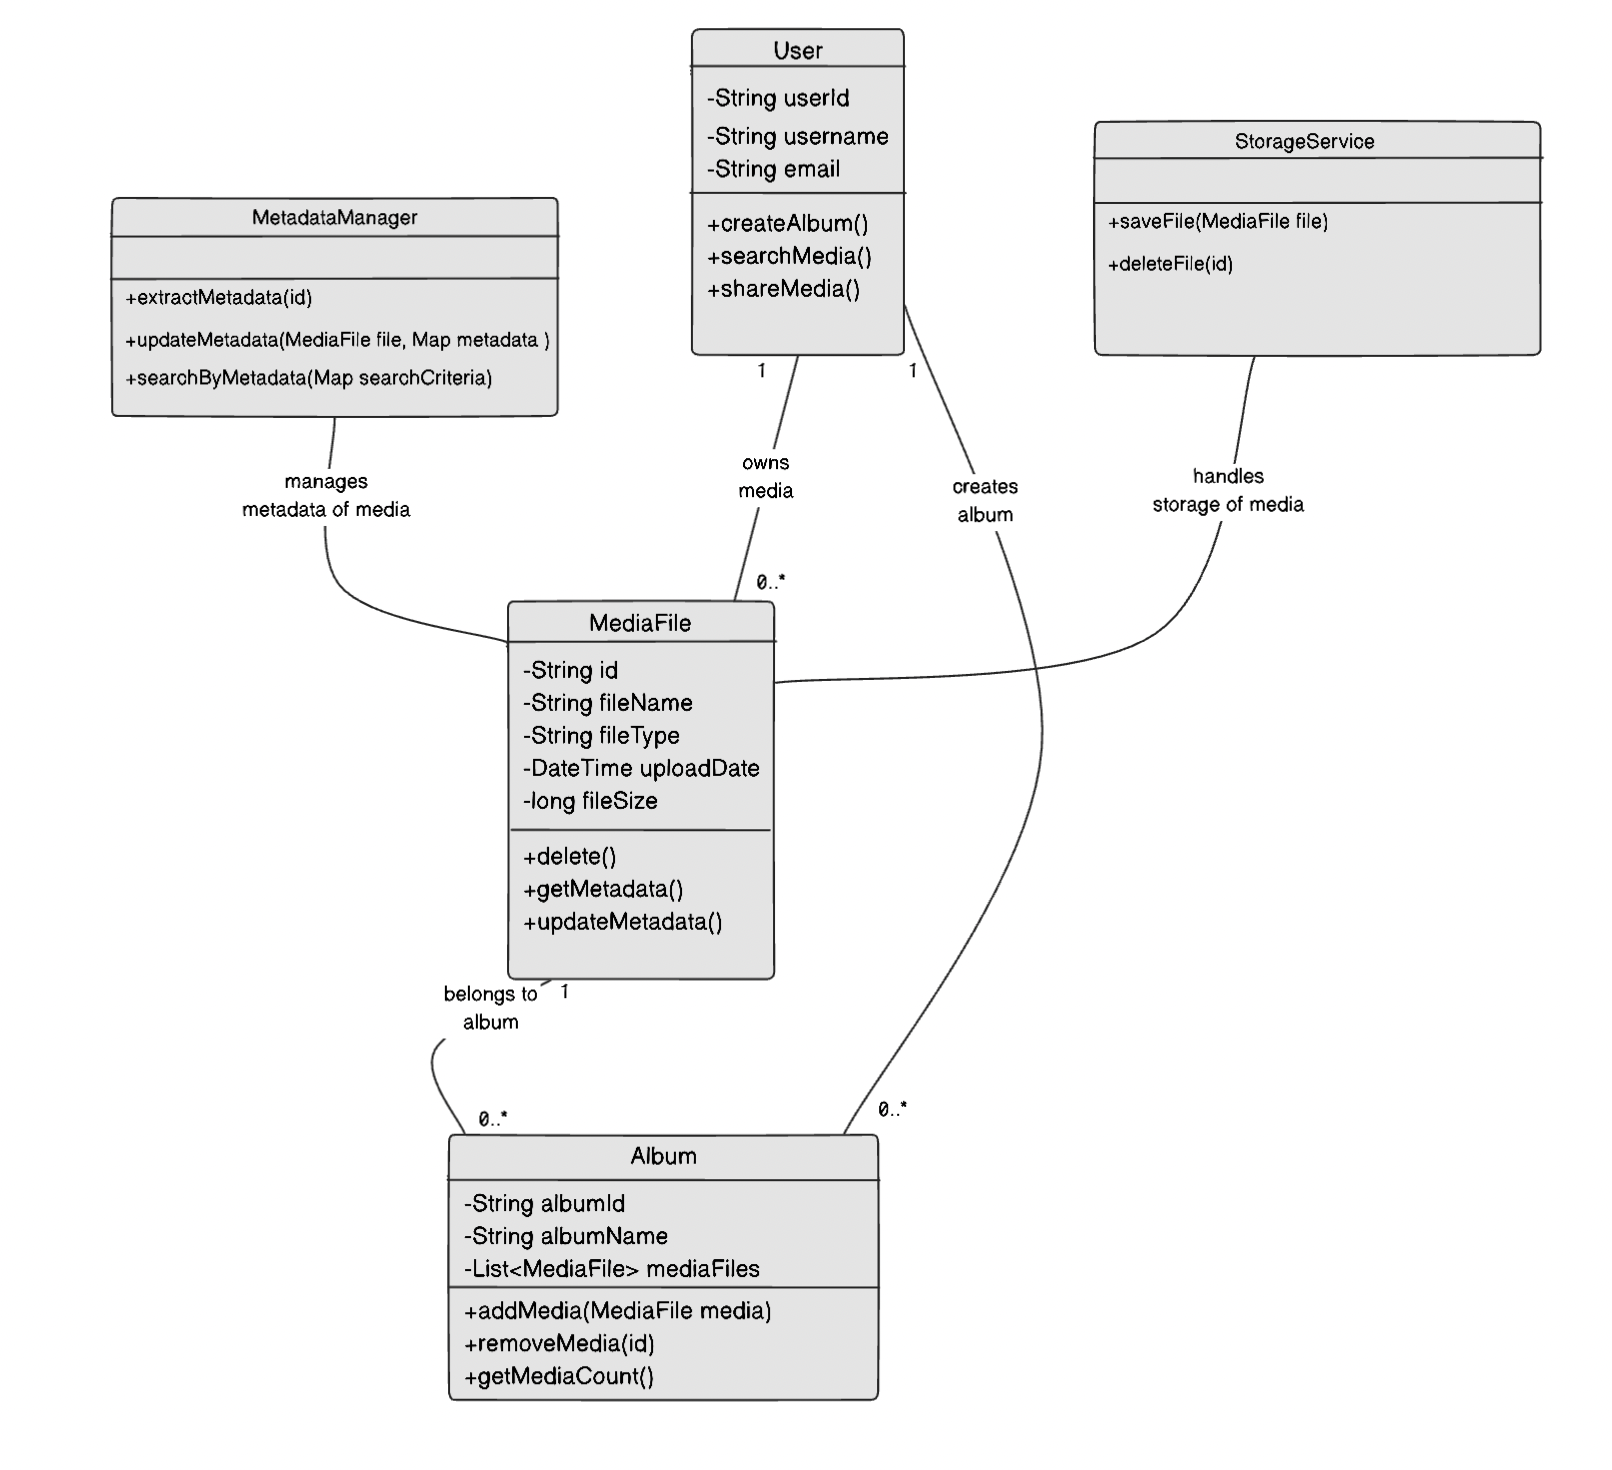 User
-String userId
-String username
-String email
+createAlbum()
+searchMedia()
+shareMedia()
StorageService
+saveFile(MediaFile file)
+deleteFile(id)
MetadataManager
+extractMetadata(id)
+updateMetadata(MediaFile file, Map metadata )
+searchByMetadata(Map searchCriteria)
1
1
manages
metadata of media
owns
media
creates
album
handles
storage of media
0..*
MediaFile
-String id
-String fileName
-String fileType
-DateTime uploadDate
-long fileSize
+delete()
+getMetadata()
+updateMetadata()
belongs to
album
1
0..*
0..*
Album
-String albumId
-String albumName
-List<MediaFile> mediaFiles
+addMedia(MediaFile media)
+removeMedia(id)
+getMediaCount()